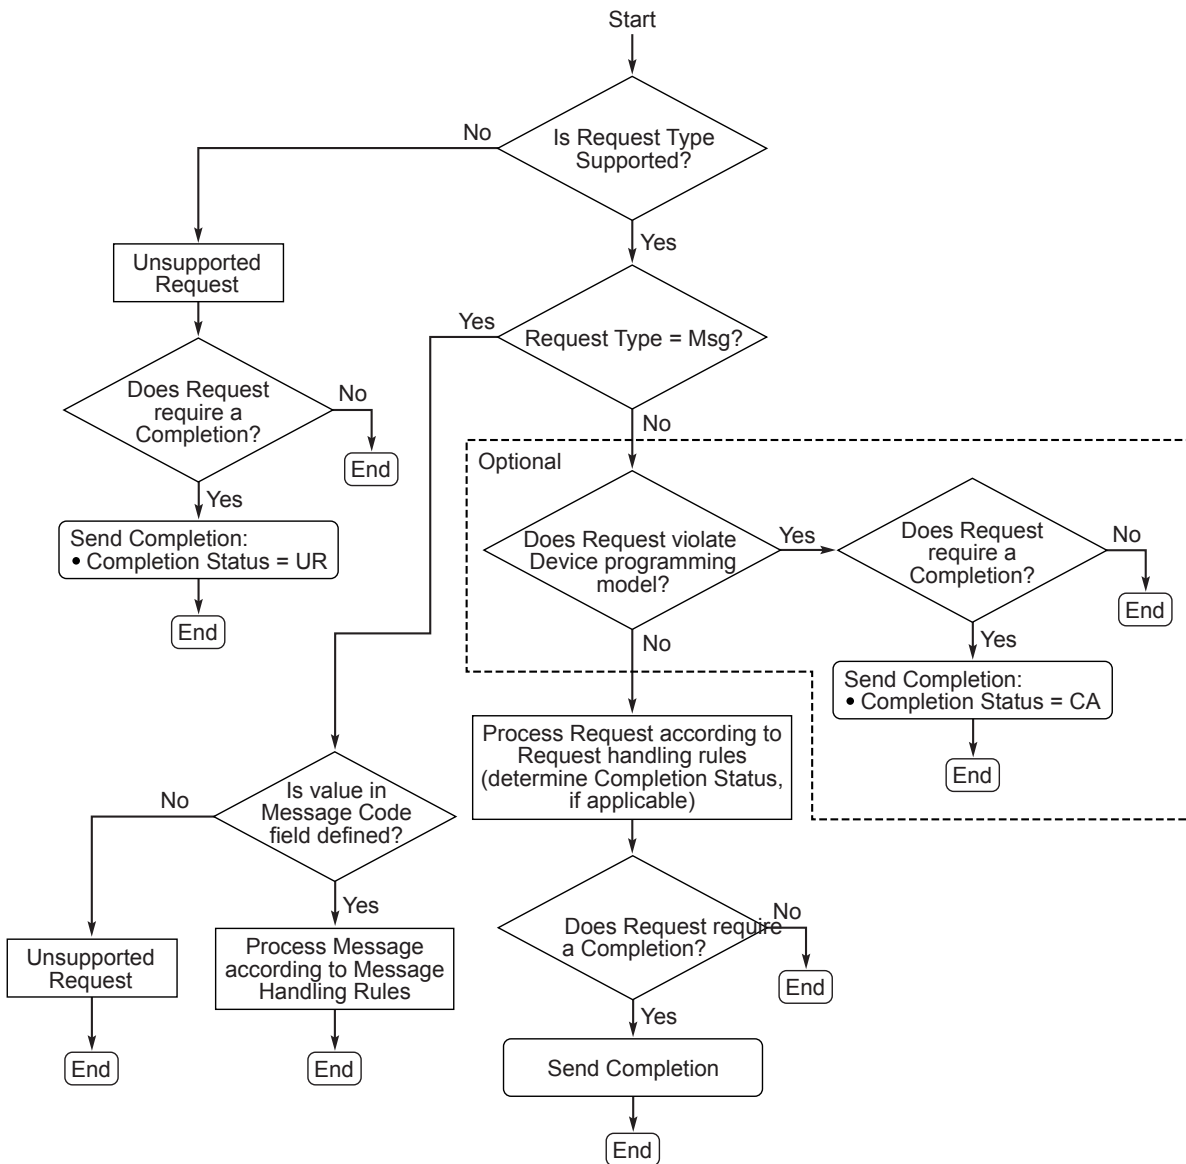 Start
Is Request Type
Supported?
No
Yes
Unsupported
Request
Yes
Request Type = Msg?
Does Request
require a
Completion?
No
No
End
Optional
Yes
Does Request violate
Device programming
model?
Yes
Does Request
require a
Completion?
No
Send Completion:
• Completion Status = UR
End
End
No
Yes
Send Completion:
• Completion Status = CA
Process Request according to
Request handling rules
(determine Completion Status,
if applicable)
End
Is value in
Message Code
field defined?
No
Yes
Does Request require
a Completion?
No
Unsupported
Request
Process Message
according to Message
Handling Rules
End
Yes
End
End
Send Completion
End